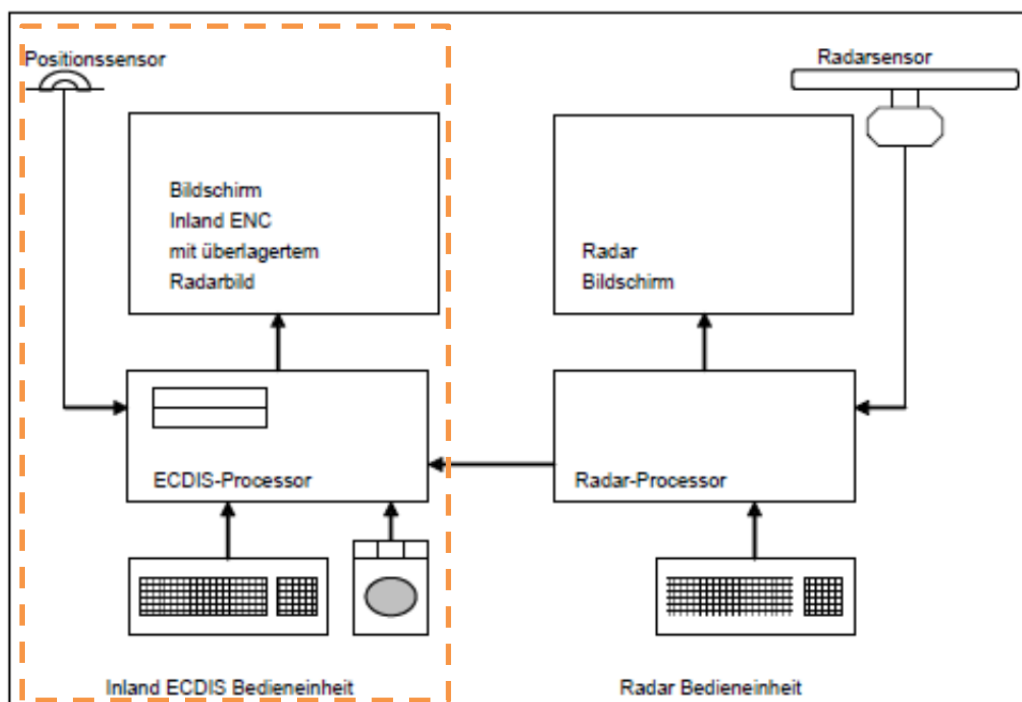 Positionssensor
Radarsensor
Bildschirm
Inland ENC
mit überlagertem
Radarbild
Radar
Bildschirm
ECDIS-Processor
Radar-Processor
Inland ECDIS Bedieneinheit
Radar Bedieneinheit